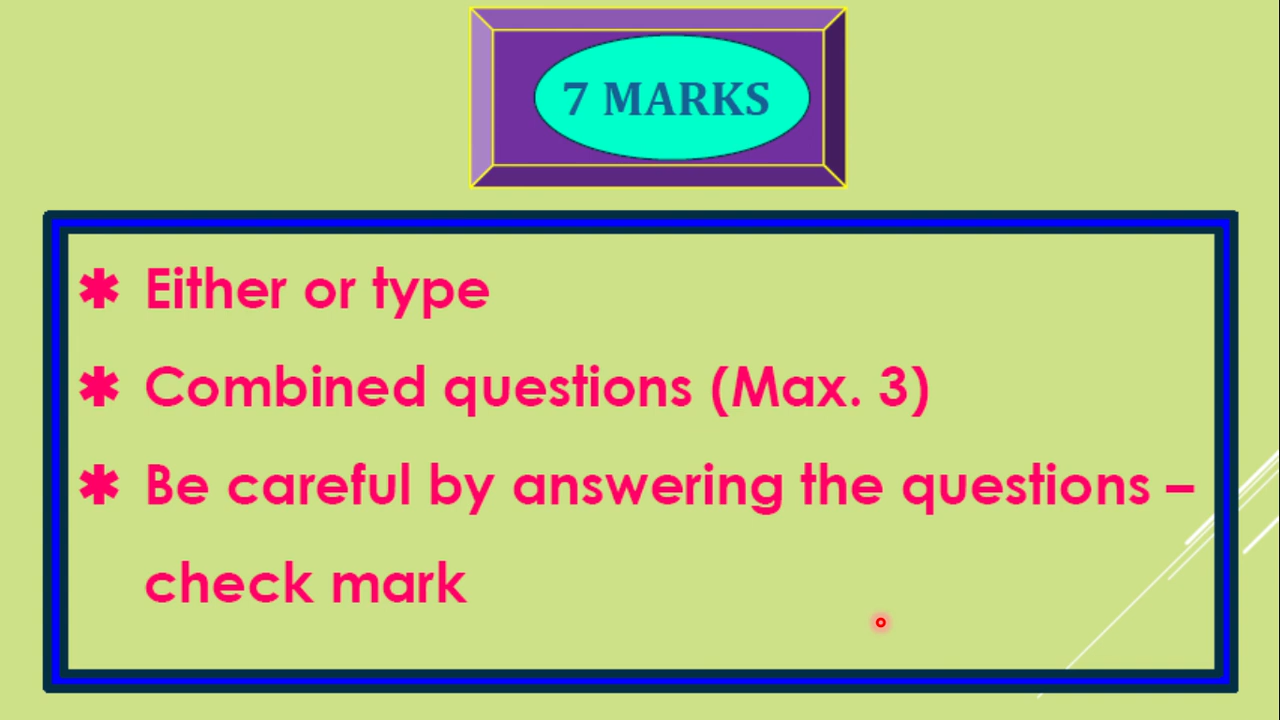 7 MARKS
✱ Either or type
✱ Combined questions (Max. 3)
✱ Be careful by answering the questions –
check mark